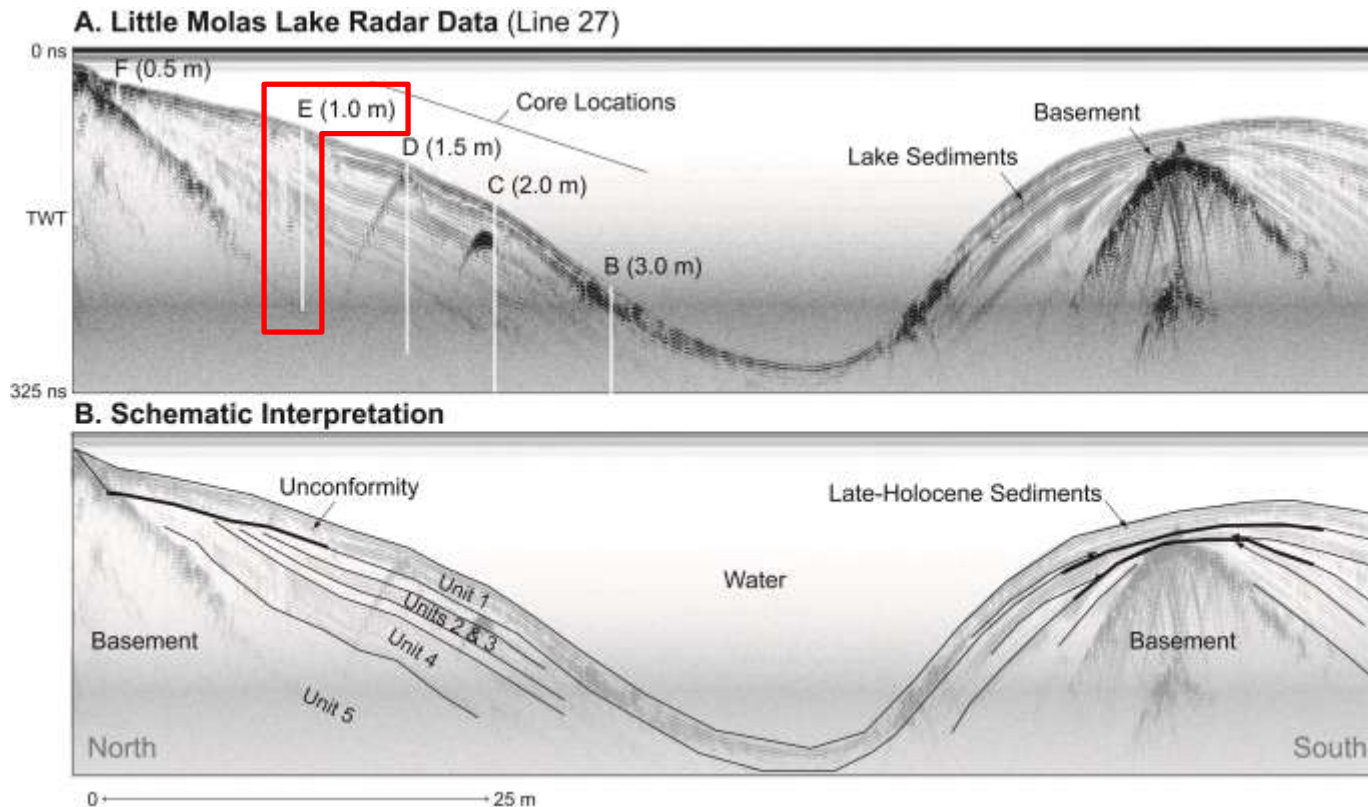 A. Little Molas Lake Radar Data (Line 27)
0 ns
F (0.5 m)
E (1.0 m)
Core Locations
Basement
D (1.5 m)
Lake Sediments
C (2.0 m)
TWT
B (3.0 m)
325 ns
B. Schematic Interpretation
Unconformity
Late-Holocene Sediments
Water
Unit 1
Units 2 & 3
Basement
Unit 4
Basement
Unit 5
North
South
0
25 m